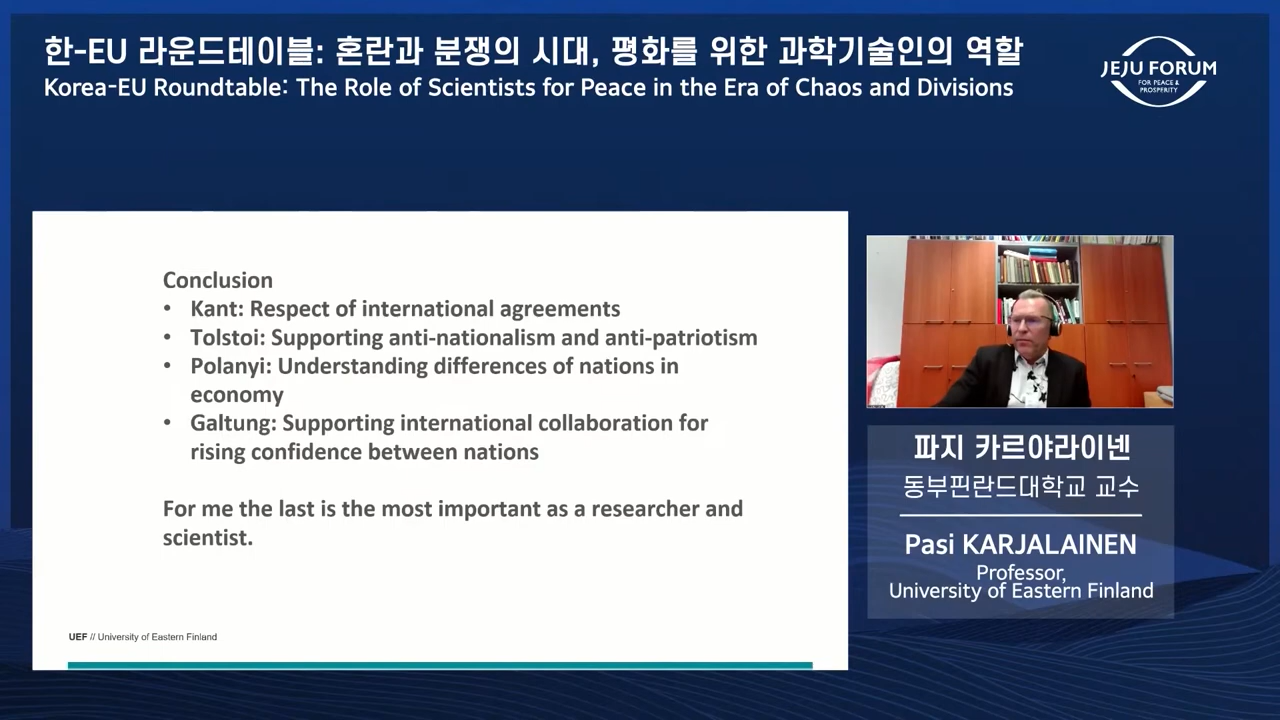 한-EU 라운드테이블: 혼란과 분쟁의 시대, 평화를 위한 과학기술인의 역할
Korea-EU Roundtable: The Role of Scientists for Peace in the Era of Chaos and Divisions
JEJU FORUM
FOR PEACE &
PROSPERITY
Conclusion
• Kant: Respect of international agreements
• Tolstoi: Supporting anti-nationalism and anti-patriotism
• Polanyi: Understanding differences of nations in
economy
• Galtung: Supporting international collaboration for
rising confidence between nations
For me the last is the most important as a researcher and
scientist.
UEF // University of Eastern Finland
파지 카르야라이넨
동부핀란드대학교 교수
Pasi KARJALAINEN
Professor,
University of Eastern Finland